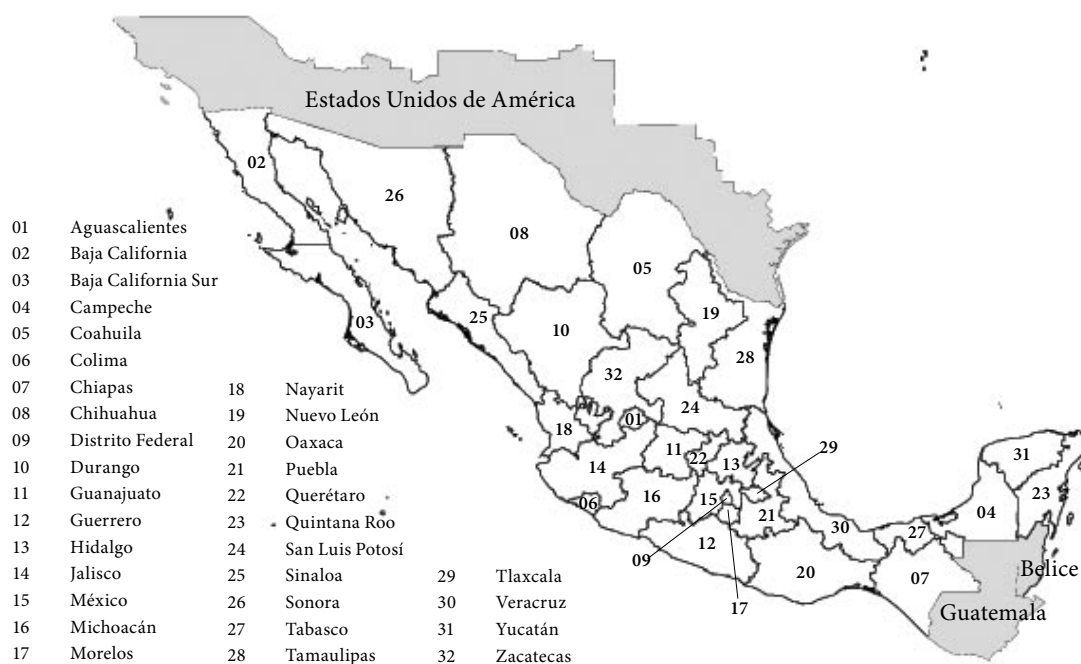 Estados Unidos de América
02
26
08
05
03
25
10
19
28
32
24
18
01
29
11
22
13
14
31
16
15
23
06
21
04
30
27
12
09
20
07
Belice
17
Guatemala
01 Aguascalientes
02 Baja California
03 Baja California Sur
04 Campeche
05 Coahuila
06 Colima
07 Chiapas
08 Chihuahua
09 Distrito Federal
10 Durango
11 Guanajuato
12 Guerrero
13 Hidalgo
14 Jalisco
15 México
16 Michoacán
17 Morelos
18 Nayarit
19 Nuevo León
20 Oaxaca
21 Puebla
22 Querétaro
23 Quintana Roo
24 San Luis Potosí
25 Sinaloa
26 Sonora
27 Tabasco
28 Tamaulipas
29 Tlaxcala
30 Veracruz
31 Yucatán
32 Zacatecas